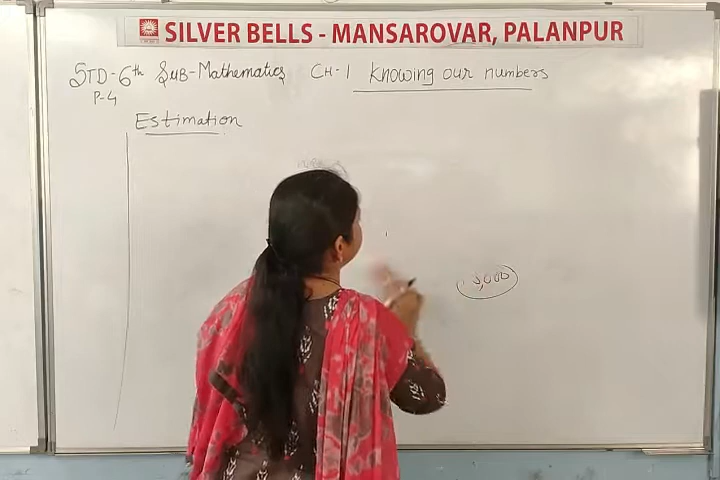 SILVER BELLS - MANSAROVAR, PALANPUR
STD-6th SUB-Mathematics CH-1 Knowing our numbers
P-4
Estimation